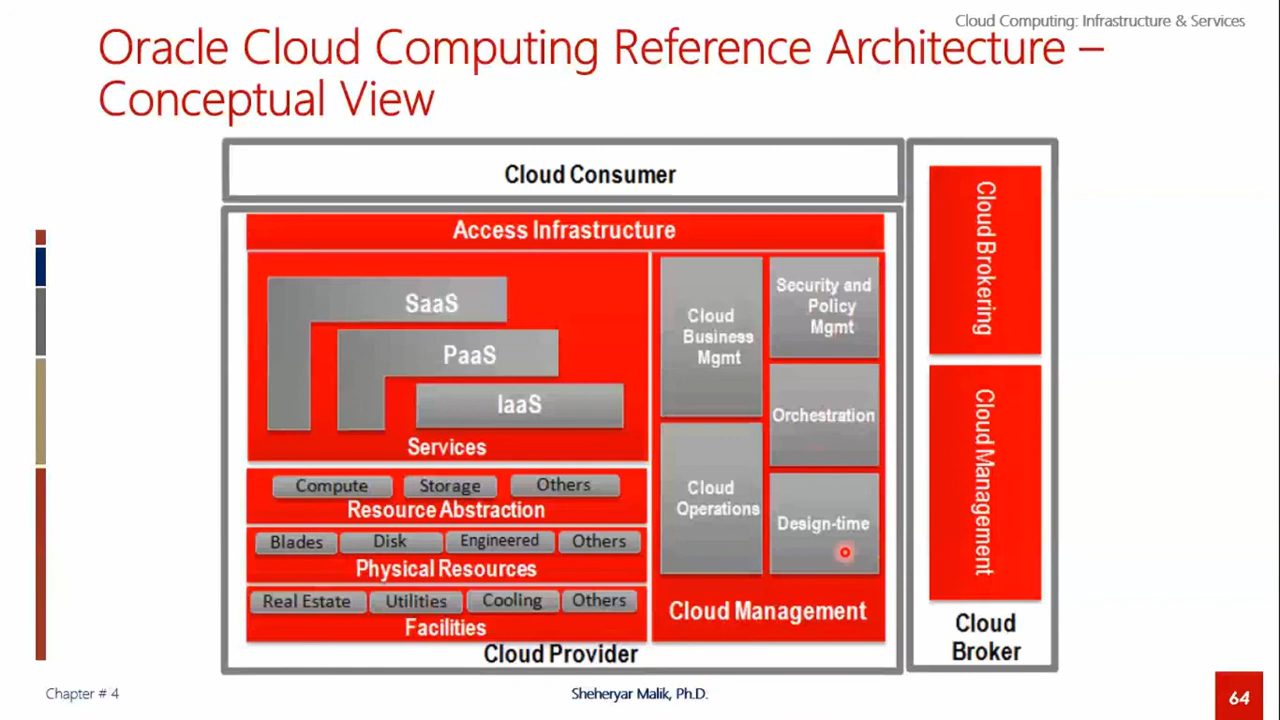 Cloud Computing: Infrastructure & Services
Oracle Cloud Computing Reference Architecture –
Conceptual View
Cloud Consumer
Access Infrastructure
SaaS
PaaS
IaaS
Services
Compute Storage Others
Resource Abstraction
Blades Disk Engineered Others
Physical Resources
Real Estate Utilities Cooling Others
Facilities
Cloud
Business
Mgmt
Security and
Policy
Mgmt
Orchestration
Cloud
Operations
Design-time
Cloud Management
Cloud Provider
Cloud Brokering
Cloud Management
Cloud
Broker
Chapter # 4
Sheheryar Malik, Ph.D.
64